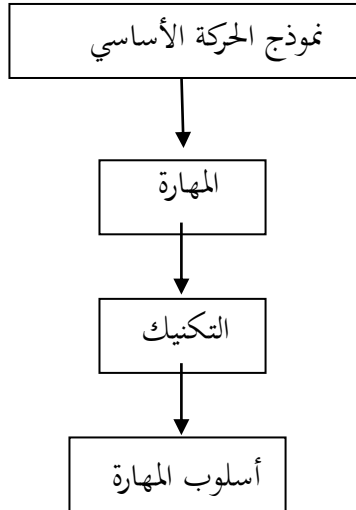 نموذج الحركة الأساسي
المهارة
التكنيك
أسلوب المهارة